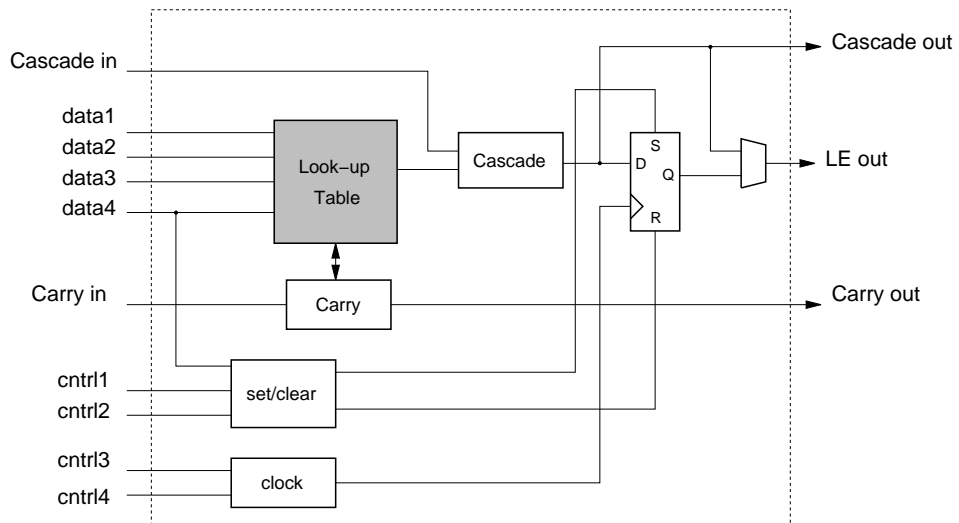 Cascade in
data1
data2
data3
data4
Carry in
cntrl1
cntrl2
cntrl3
cntrl4
Look-up
Table
Carry
set/clear
clock
Cascade
S
D
Q
R
Cascade out
LE out
Carry out